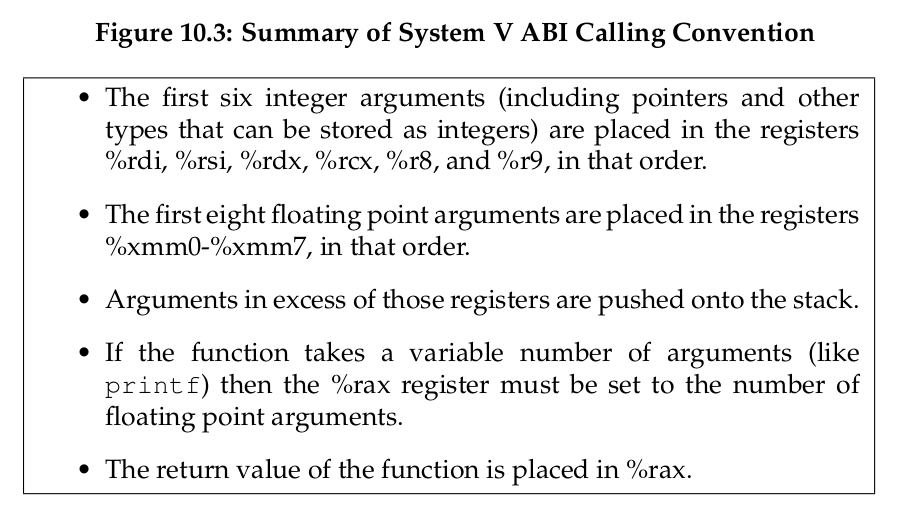 Figure 10.3: Summary of System V ABI Calling Convention
• The first six integer arguments (including pointers and other
types that can be stored as integers) are placed in the registers
%rdi, %rsi, %rdx, %rcx, %r8, and %r9, in that order.
• The first eight floating point arguments are placed in the registers
%xmm0-%xmm7, in that order.
• Arguments in excess of those registers are pushed onto the stack.
• If the function takes a variable number of arguments (like
printf) then the %rax register must be set to the number of
floating point arguments.
• The return value of the function is placed in %rax.